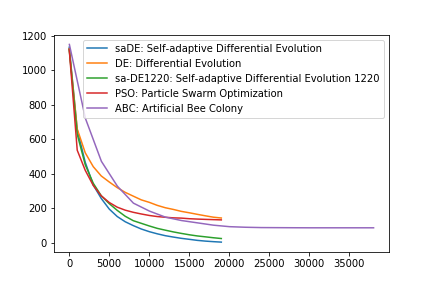 1200
1000
800
600
400
200
0
saDE: Self-adaptive Differential Evolution
DE: Differential Evolution
sa-DE1220: Self-adaptive Differential Evolution 1220
PSO: Particle Swarm Optimization
ABC: Artificial Bee Colony
0 5000 10000 15000 20000 25000 30000 35000